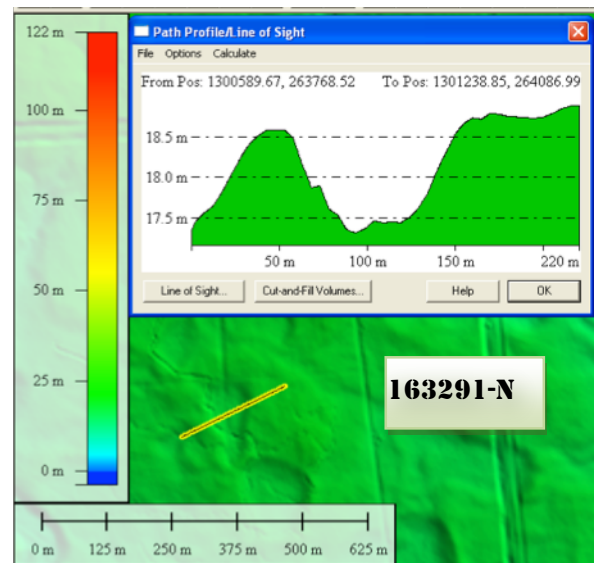 122 m
100 m
75 m
50 m
25 m
0 m
Path Profile/Line of Sight
File Options Calculate
From Pos: 1300589.67, 263768.52 To Pos: 1301238.85, 264086.99
18.5 m
18.0 m
17.5 m
50 m 100 m 150 m 220 m
Line of Sight... Cut-and-Fill Volumes... Help OK
163291-N
0 m 125 m 250 m 375 m 500 m 625 m